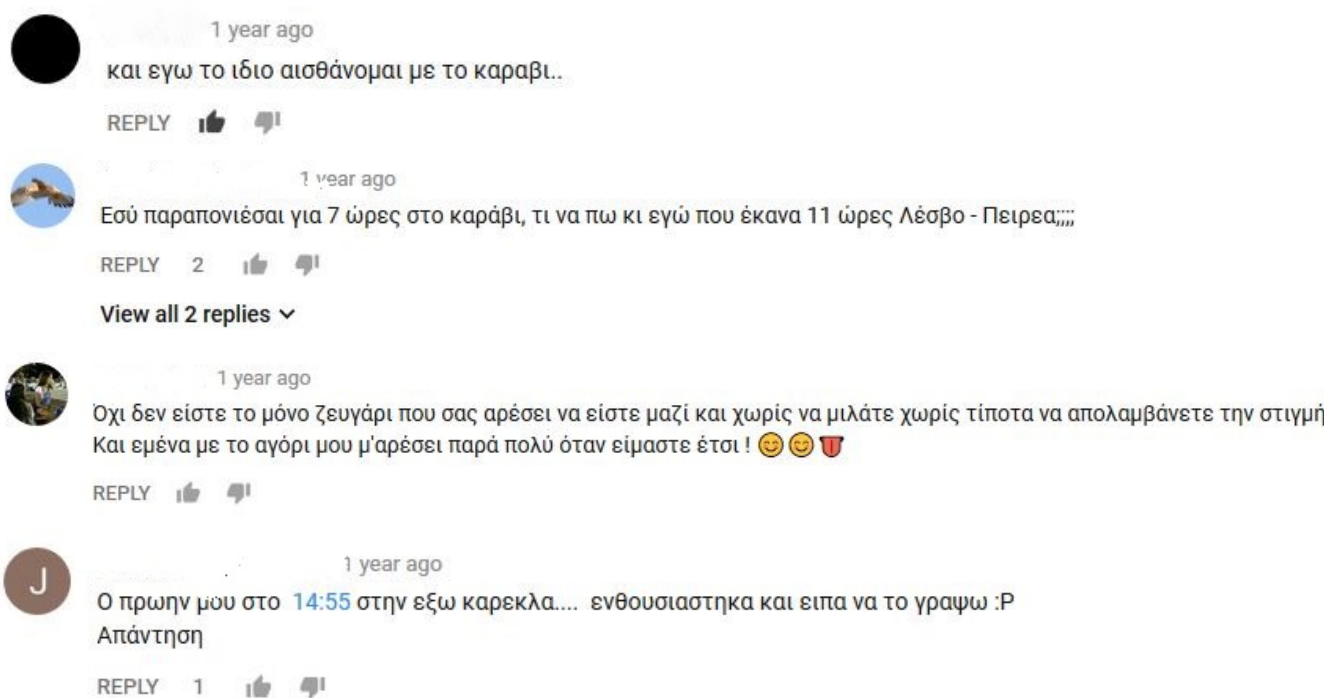 1 year ago
και εγω το ιδιο αισθάνομαι με το καραβι..
REPLY
1 year ago
Εσύ παραπονιέσαι για 7 ώρες στο καράβι, τι να πω κι εγώ που έκανα 11 ώρες Λέσβο - Πειρεα;;;;
REPLY 2
View all 2 replies
1 year ago
Όχι δεν είστε το μόνο ζευγάρι που σας αρέσει να είστε μαζί και χωρίς να μιλάτε χωρίς τίποτα να απολαμβάνετε την στιγμή
Και εμένα με το αγόρι μου μ'αρέσει παρά πολύ όταν είμαστε έτσι ! 😊😊👅
REPLY
J
1 year ago
Ο πρωην μου στο 14:55 στην εξω καρεκλα.... ενθουσιαστηκα και ειπα να το γραψω :P
Απάντηση
REPLY 1